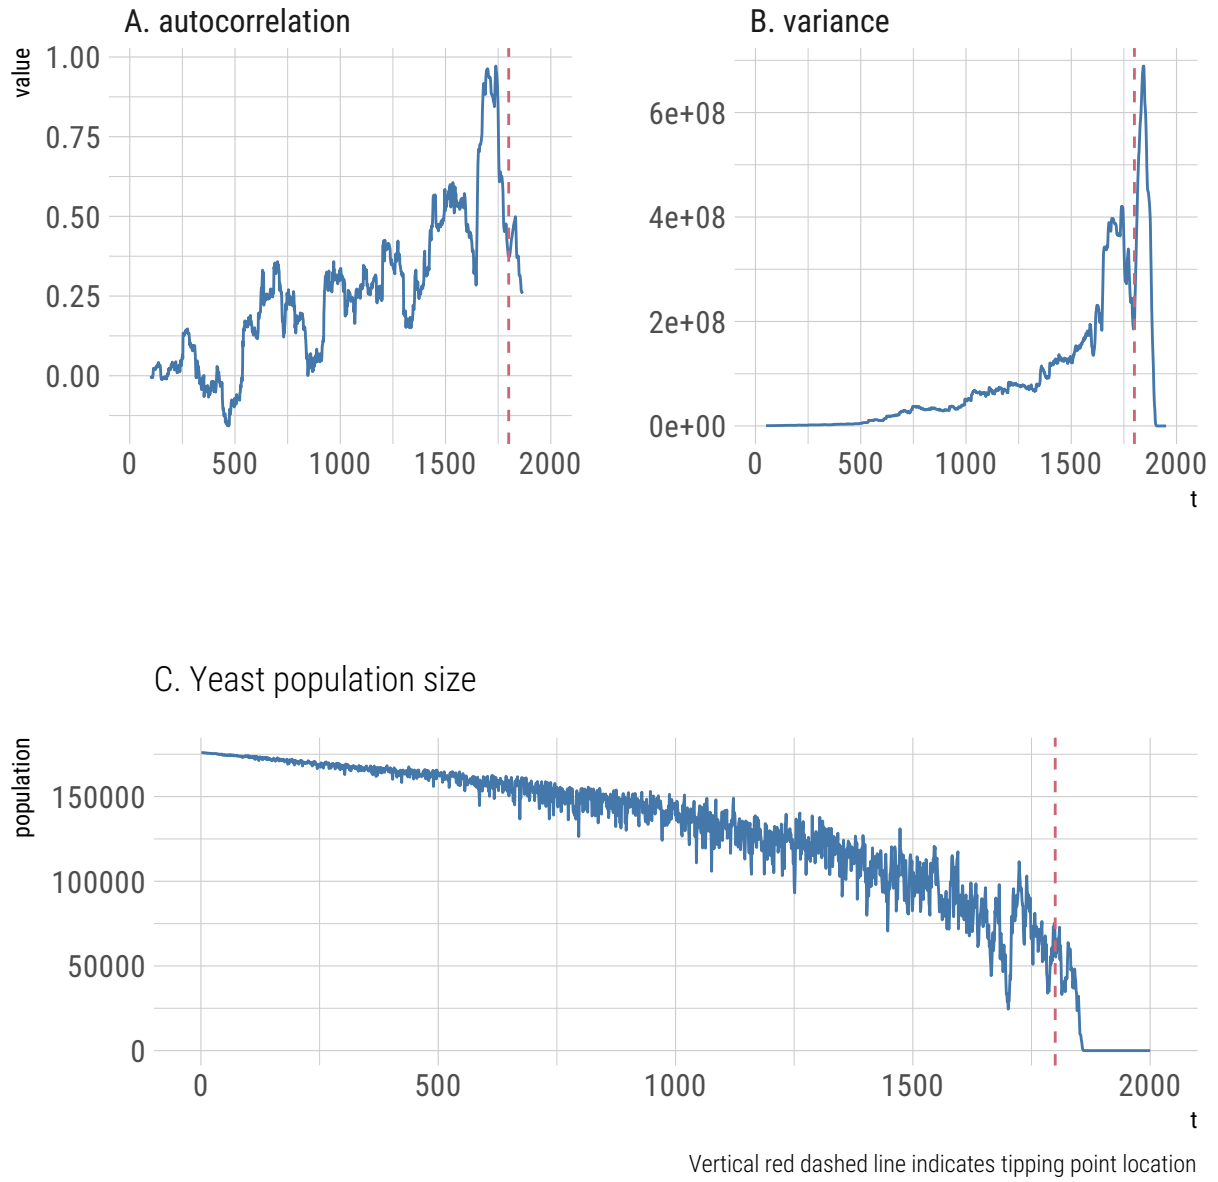 A. autocorrelation
value
1.00
0.75
0.50
0.25
0.00
0 500 1000 1500 2000
B. variance
6e+08
4e+08
2e+08
0e+00
0 500 1000 1500 2000
t
C. Yeast population size
population
150000
100000
50000
0
0 500 1000 1500 2000
t
Vertical red dashed line indicates tipping point location